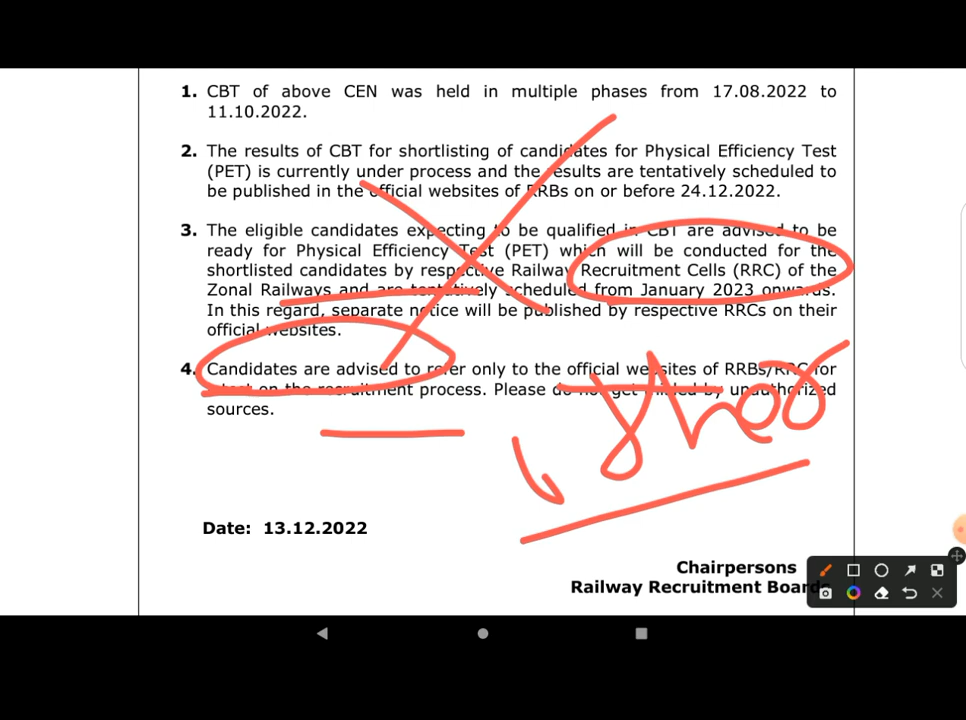 1. CBT of above CEN was held in multiple phases from 17.08.2022 to
11.10.2022.
2. The results of CBT for shortlisting of candidates for Physical Efficiency Test
(PET) is currently under process and the results are tentatively scheduled to
be published in the official websites of RRBs on or before 24.12.2022.
3. The eligible candidates expecting to be qualified in CBT are advised to be
ready for Physical Efficiency Test (PET) which will be conducted for the
shortlisted candidates by respective Railway Recruitment Cells (RRC) of the
Zonal Railways and are tentatively scheduled from January 2023 onwards.
In this regard, separate notice will be published by respective RRCs on their
official websites.
4. Candidates are advised to refer only to the official websites of RRBs/RRC for
on the recruitment process. Please do not get misled by unauthorized
sources.
Date: 13.12.2022
Chairpersons
Railway Recruitment Boards